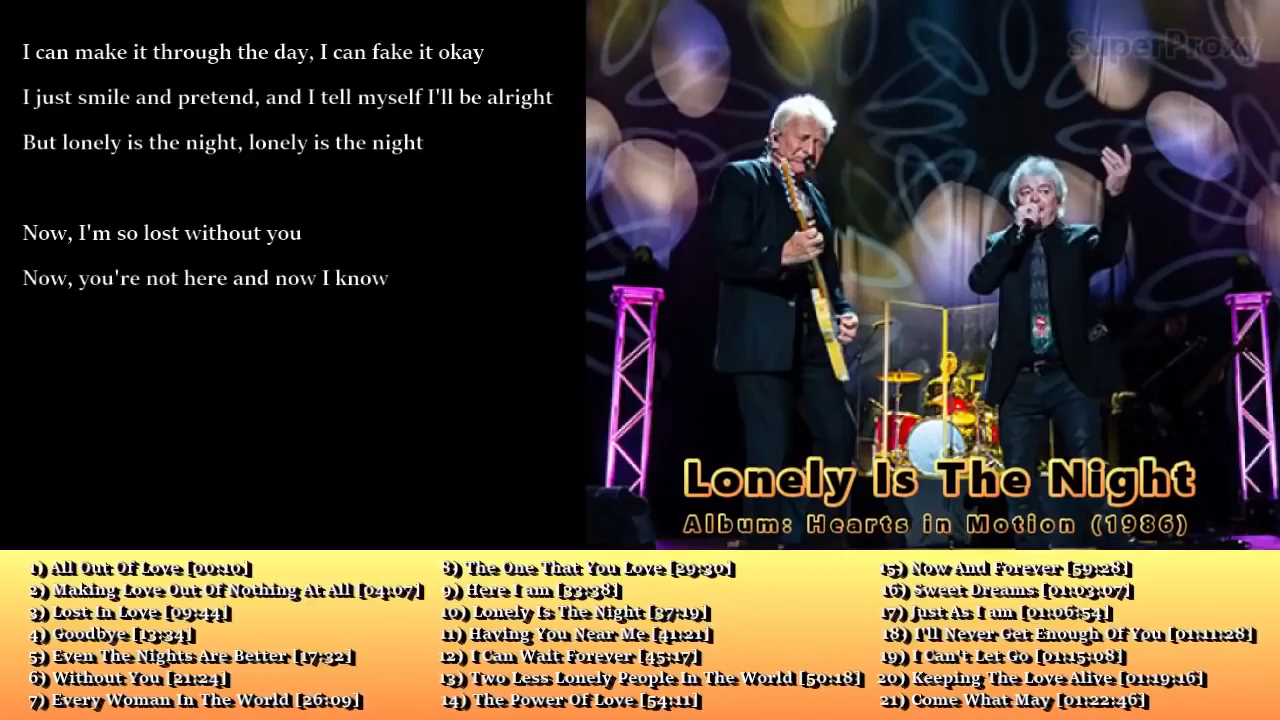 I can make it through the day, I can fake it okay
I just smile and pretend, and I tell myself I'll be alright
But lonely is the night, lonely is the night
Now, I'm so lost without you
Now, you're not here and now I know
SuperProxy
Lonely Is The Night
Album: Hearts in Motion (1986)
1) All Out Of Love [00:10]
2) Making Love Out Of Nothing At All [04:07]
3) Lost In Love [09:44]
4) Goodbye [13:34]
5) Even The Nights Are Better [17:32]
6) Without You [21:24]
7) Every Woman In The World [26:09]
8) The One That You Love [29:30]
9) Here I am [33:38]
10) Lonely Is The Night [37:19]
11) Having You Near Me [41:21]
12) I Can Wait Forever [45:17]
13) Two Less Lonely People In The World [50:18]
14) The Power Of Love [54:11]
15) Now And Forever [59:28]
16) Sweet Dreams [01:03:07]
17) Just As I am [01:06:54]
18) I'll Never Get Enough Of You [01:11:28]
19) I Can't Let Go [01:15:08]
20) Keeping The Love Alive [01:19:16]
21) Come What May [01:22:46]